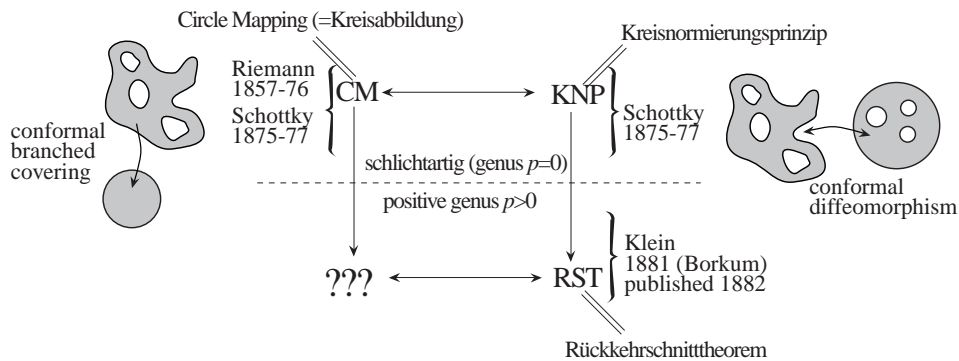 Circle Mapping (=Kreisabbildung)
Kreisnormierungsprinzip
Riemann
1857-76
Schottky
1875-77
CM
KNP
Schottky
1875-77
conformal
branched
covering
schlichtartig (genus p=0)
positive genus p>0
conformal
diffeomorphism
???
RST
Klein
1881 (Borkum)
published 1882
Rückkehrschnitttheorem